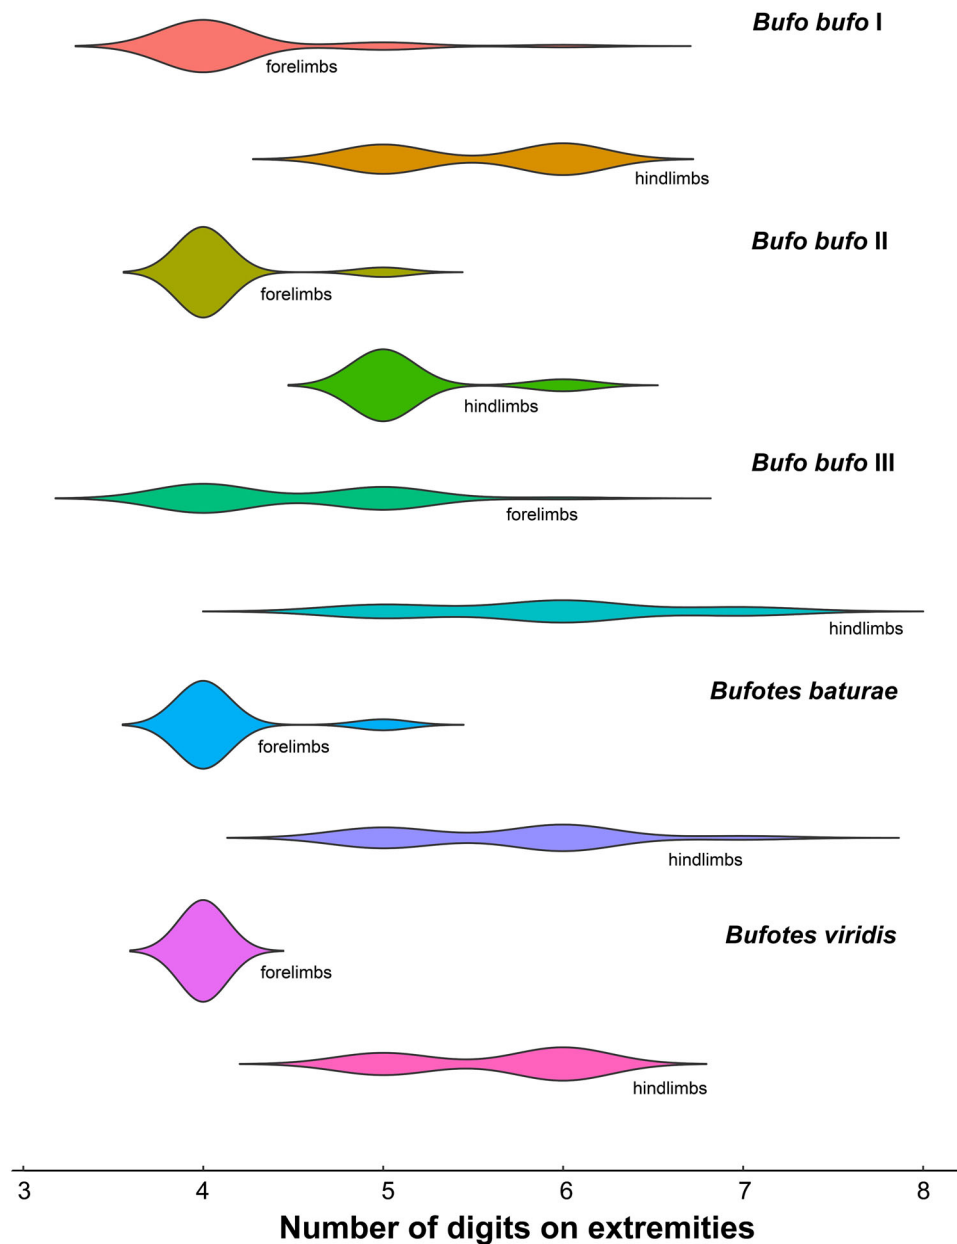 Bufo bufo I
forelimbs
hindlimbs
Bufo bufo II
forelimbs
hindlimbs
Bufo bufo III
forelimbs
hindlimbs
Bufotes baturae
forelimbs
hindlimbs
Bufotes viridis
forelimbs
hindlimbs
3 4 5 6 7 8
Number of digits on extremities